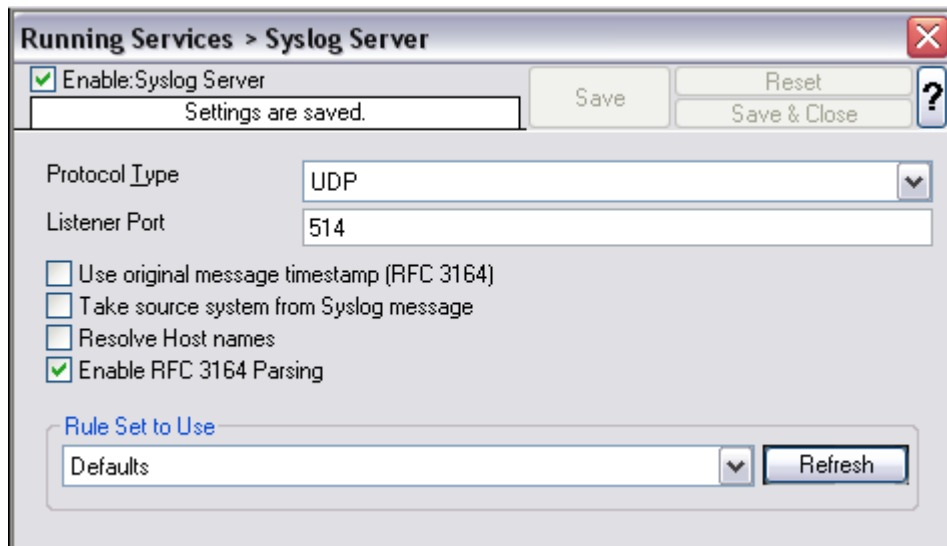 Running Services > Syslog Server
Enable:Syslog Server
Settings are saved.
Save
Reset
Save & Close
?
Protocol Type
UDP
Listener Port
514
Use original message timestamp (RFC 3164)
Take source system from Syslog message
Resolve Host names
Enable RFC 3164 Parsing
Rule Set to Use
Defaults
Refresh